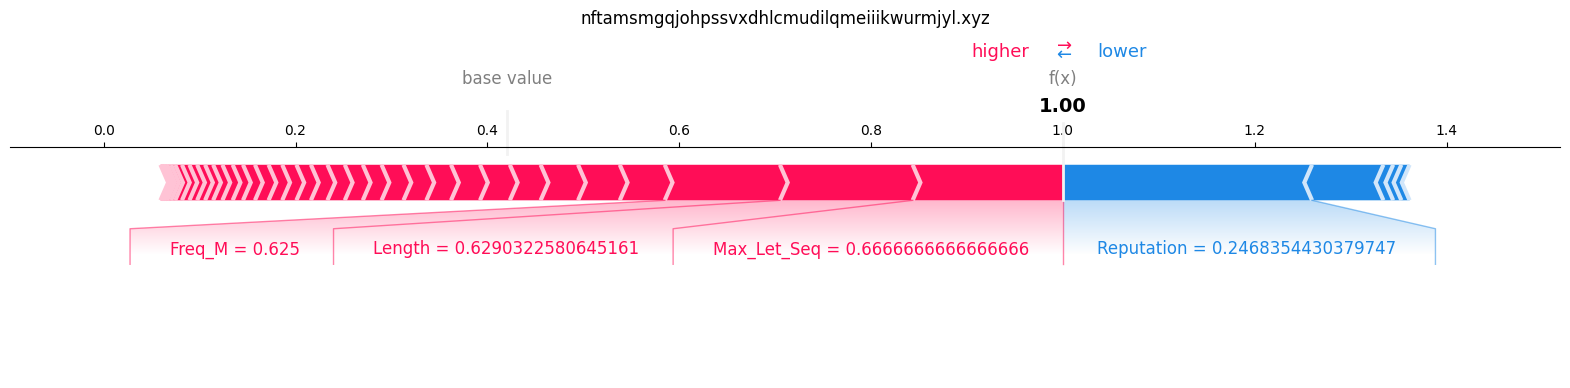 nftamsmgqjohpssvxdhlcmudilqmeiiikwurmjyl.xyz
higher ⇄ lower
base value f(x)
1.00
0.0 0.2 0.4 0.6 0.8 1.0 1.2 1.4
Freq_M = 0.625 Length = 0.6290322580645161 Max_Let_Seq = 0.6666666666666666 Reputation = 0.2468354430379747